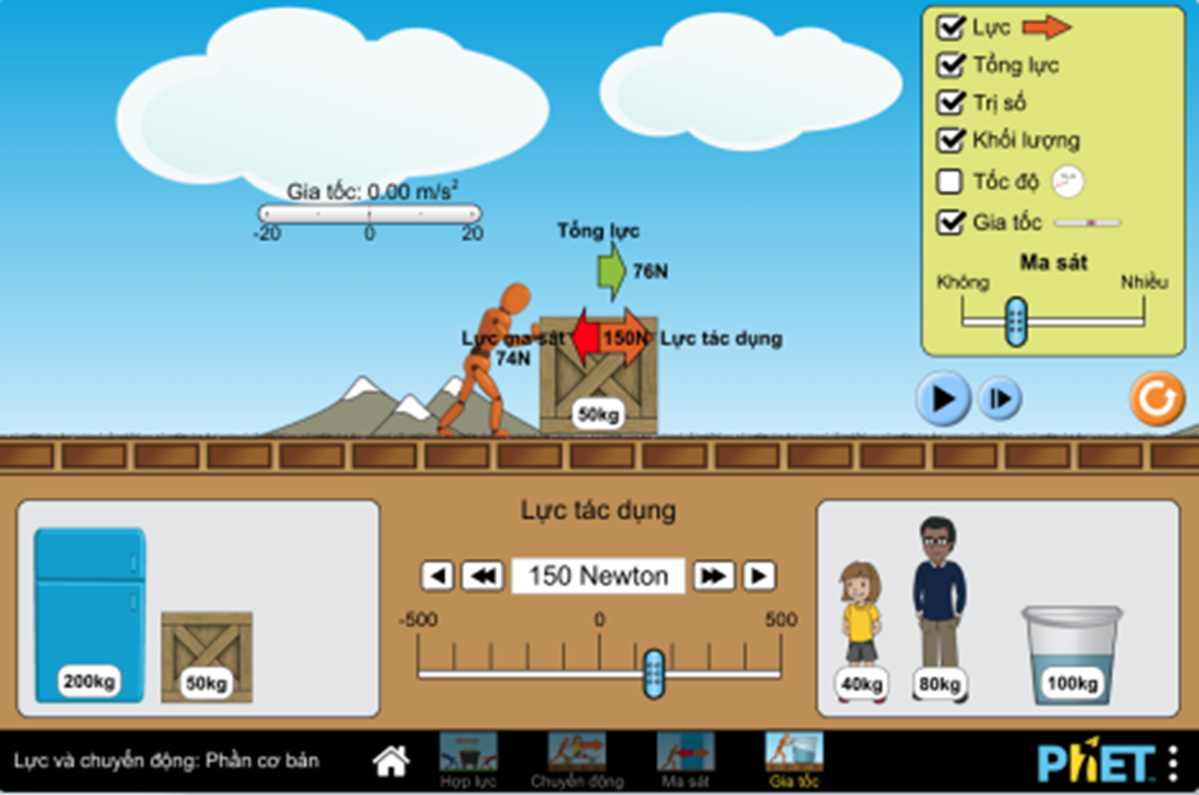 Lực
Tổng lực
Trị số
Khối lượng
Tốc độ
Gia tốc
Ma sát
Không
Nhiều
Gia tốc: 0.00 m/s²
-20 0 20
Tổng lực
76N
Lực ma sát
74N
150N
Lực tác dụng
50kg
Lực tác dụng
150 Newton
-500 0 500
200kg
50kg
40kg
80kg
100kg
Lực và chuyển động: Phần cơ bản
Hợp lực
Chuyển động
Ma sát
Gia tốc
PhET